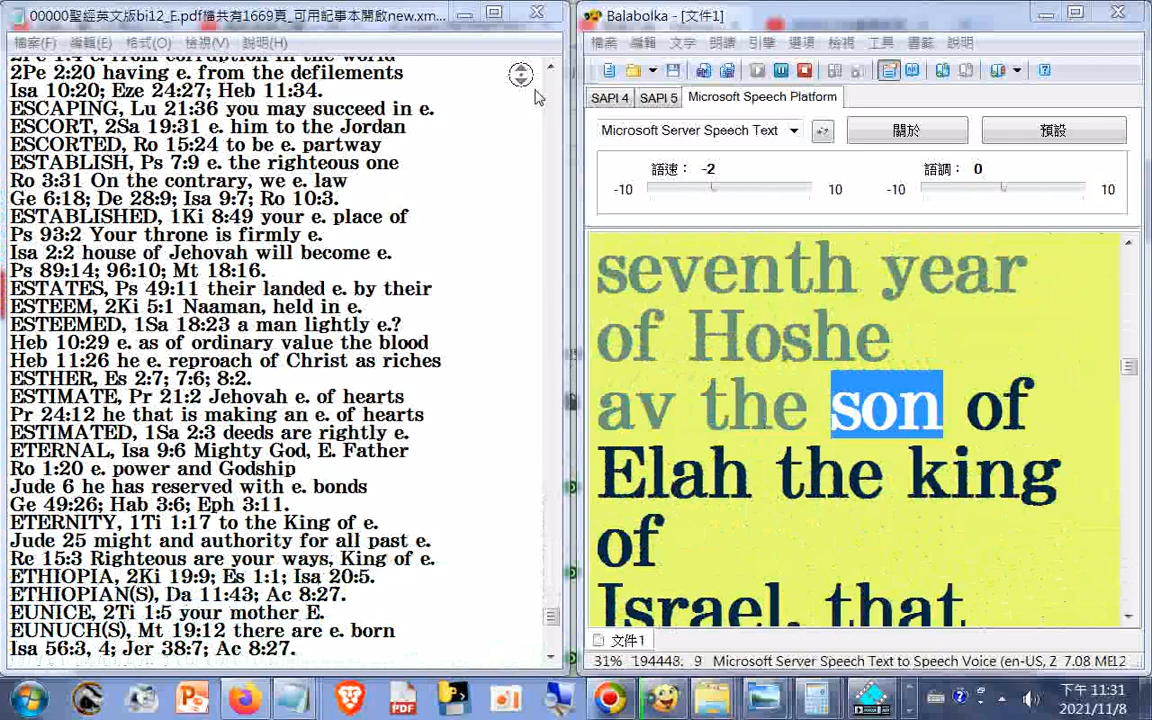 00000聖經英文版bi12_E.pdf檔共有1669頁_可用記事本開啟new.xm...
檔案(F) 編輯(E) 格式(O) 檢視(V) 說明(H)
2Pe 1:4 e. from corruption in the world
2Pe 2:20 having e. from the defilements
Isa 10:20; Eze 24:27; Heb 11:34.
ESCAPING, Lu 21:36 you may succeed in e.
ESCORT, 2Sa 19:31 e. him to the Jordan
ESCORTED, Ro 15:24 to be e. partway
ESTABLISH, Ps 7:9 e. the righteous one
Ro 3:31 On the contrary, we e. law
Ge 6:18; De 28:9; Isa 9:7; Ro 10:3.
ESTABLISHED, 1Ki 8:49 your e. place of
Ps 93:2 Your throne is firmly e.
Isa 2:2 house of Jehovah will become e.
Ps 89:14; 96:10; Mt 18:16.
ESTATES, Ps 49:11 their landed e. by their
ESTEEM, 2Ki 5:1 Naaman, held in e.
ESTEEMED, 1Sa 18:23 a man lightly e.?
Heb 10:29 e. as of ordinary value the blood
Heb 11:26 he e. reproach of Christ as riches
ESTHER, Es 2:7; 7:6; 8:2.
ESTIMATE, Pr 21:2 Jehovah e. of hearts
Pr 24:12 he that is making an e. of hearts
ESTIMATED, 1Sa 2:3 deeds are rightly e.
ETERNAL, Isa 9:6 Mighty God, E. Father
Ro 1:20 e. power and Godship
Jude 6 he has reserved with e. bonds
Ge 49:26; Hab 3:6; Eph 3:11.
ETERNITY, 1Ti 1:17 to the King of e.
Jude 25 might and authority for all past e.
Re 15:3 Righteous are your ways, King of e.
ETHIOPIA, 2Ki 19:9; Es 1:1; Isa 20:5.
ETHIOPIAN(S), Da 11:43; Ac 8:27.
EUNICE, 2Ti 1:5 your mother E.
EUNUCH(S), Mt 19:12 there are e. born
Isa 56:3, 4; Jer 38:7; Ac 8:27.
Balabolka - [文件1]
檔案 編輯 文字 朗讀 引擎 選項 檢視 工具 書籤 說明
SAPI 4 SAPI 5 Microsoft Speech Platform
Microsoft Server Speech Text 關於 預設
語速： -2 語調： 0
-10 10 -10 10
seventh year
of Hoshe
av the son of
Elah the king
of
Israel, that
文件1
31% 194448. 9 Microsoft Server Speech Text to Speech Voice (en-US, Z 7.08 ME12
下午 11:31
2021/11/8